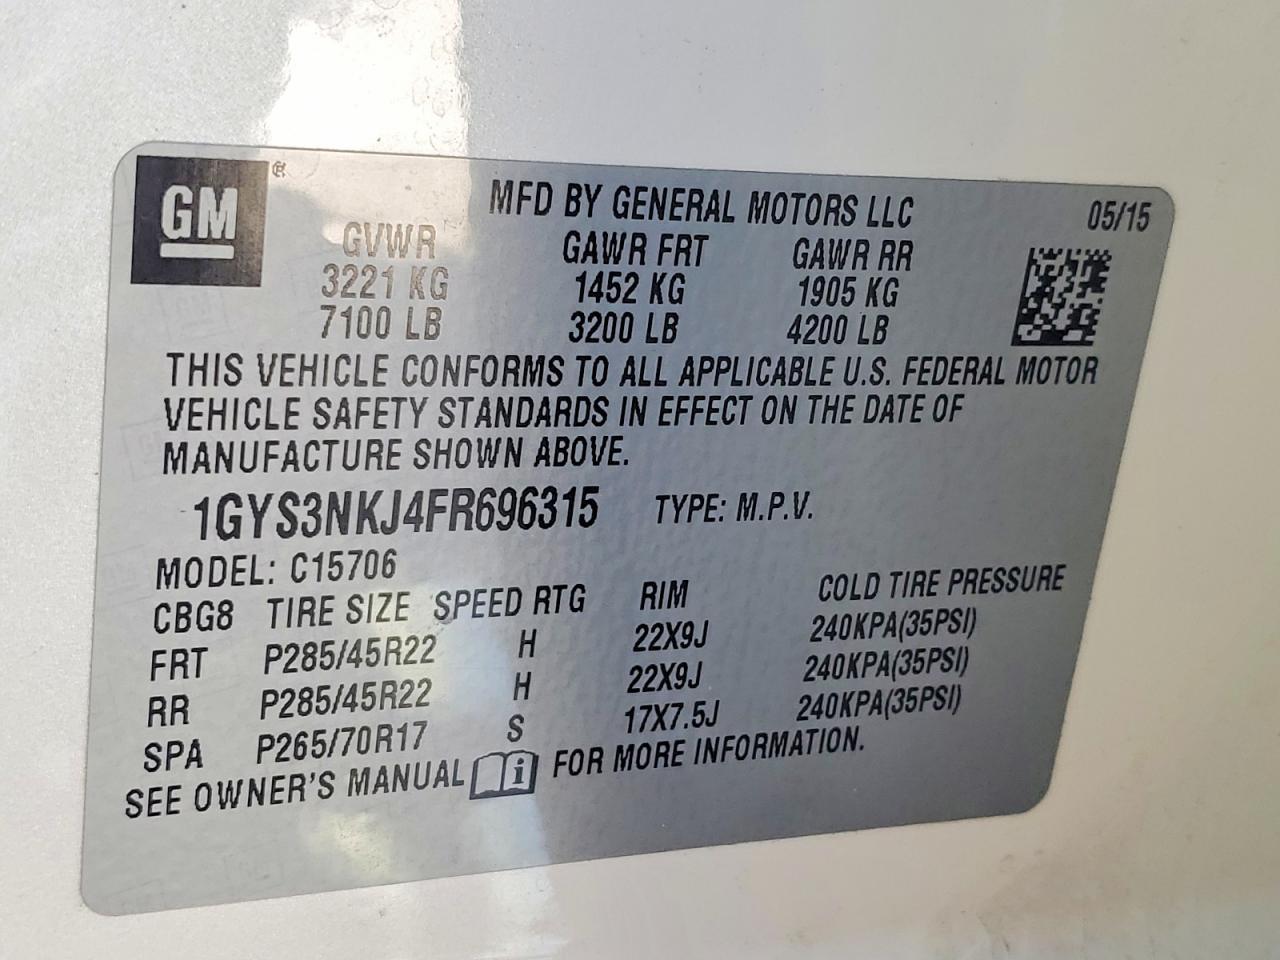 GM
MFD BY GENERAL MOTORS LLC 05/15
GVWR GAWR FRT GAWR RR
3221 KG 1452 KG 1905 KG
7100 LB 3200 LB 4200 LB
THIS VEHICLE CONFORMS TO ALL APPLICABLE U.S. FEDERAL MOTOR
VEHICLE SAFETY STANDARDS IN EFFECT ON THE DATE OF
MANUFACTURE SHOWN ABOVE.
1GYS3NKJ4FR696315 TYPE: M.P.V.
MODEL: C15706
CBG8 TIRE SIZE SPEED RTG RIM COLD TIRE PRESSURE
FRT P285/45R22 H 22X9J 240KPA(35PSI)
RR P285/45R22 H 22X9J 240KPA(35PSI)
SPA P265/70R17 S 17X7.5J 240KPA(35PSI)
SEE OWNER'S MANUAL i FOR MORE INFORMATION.